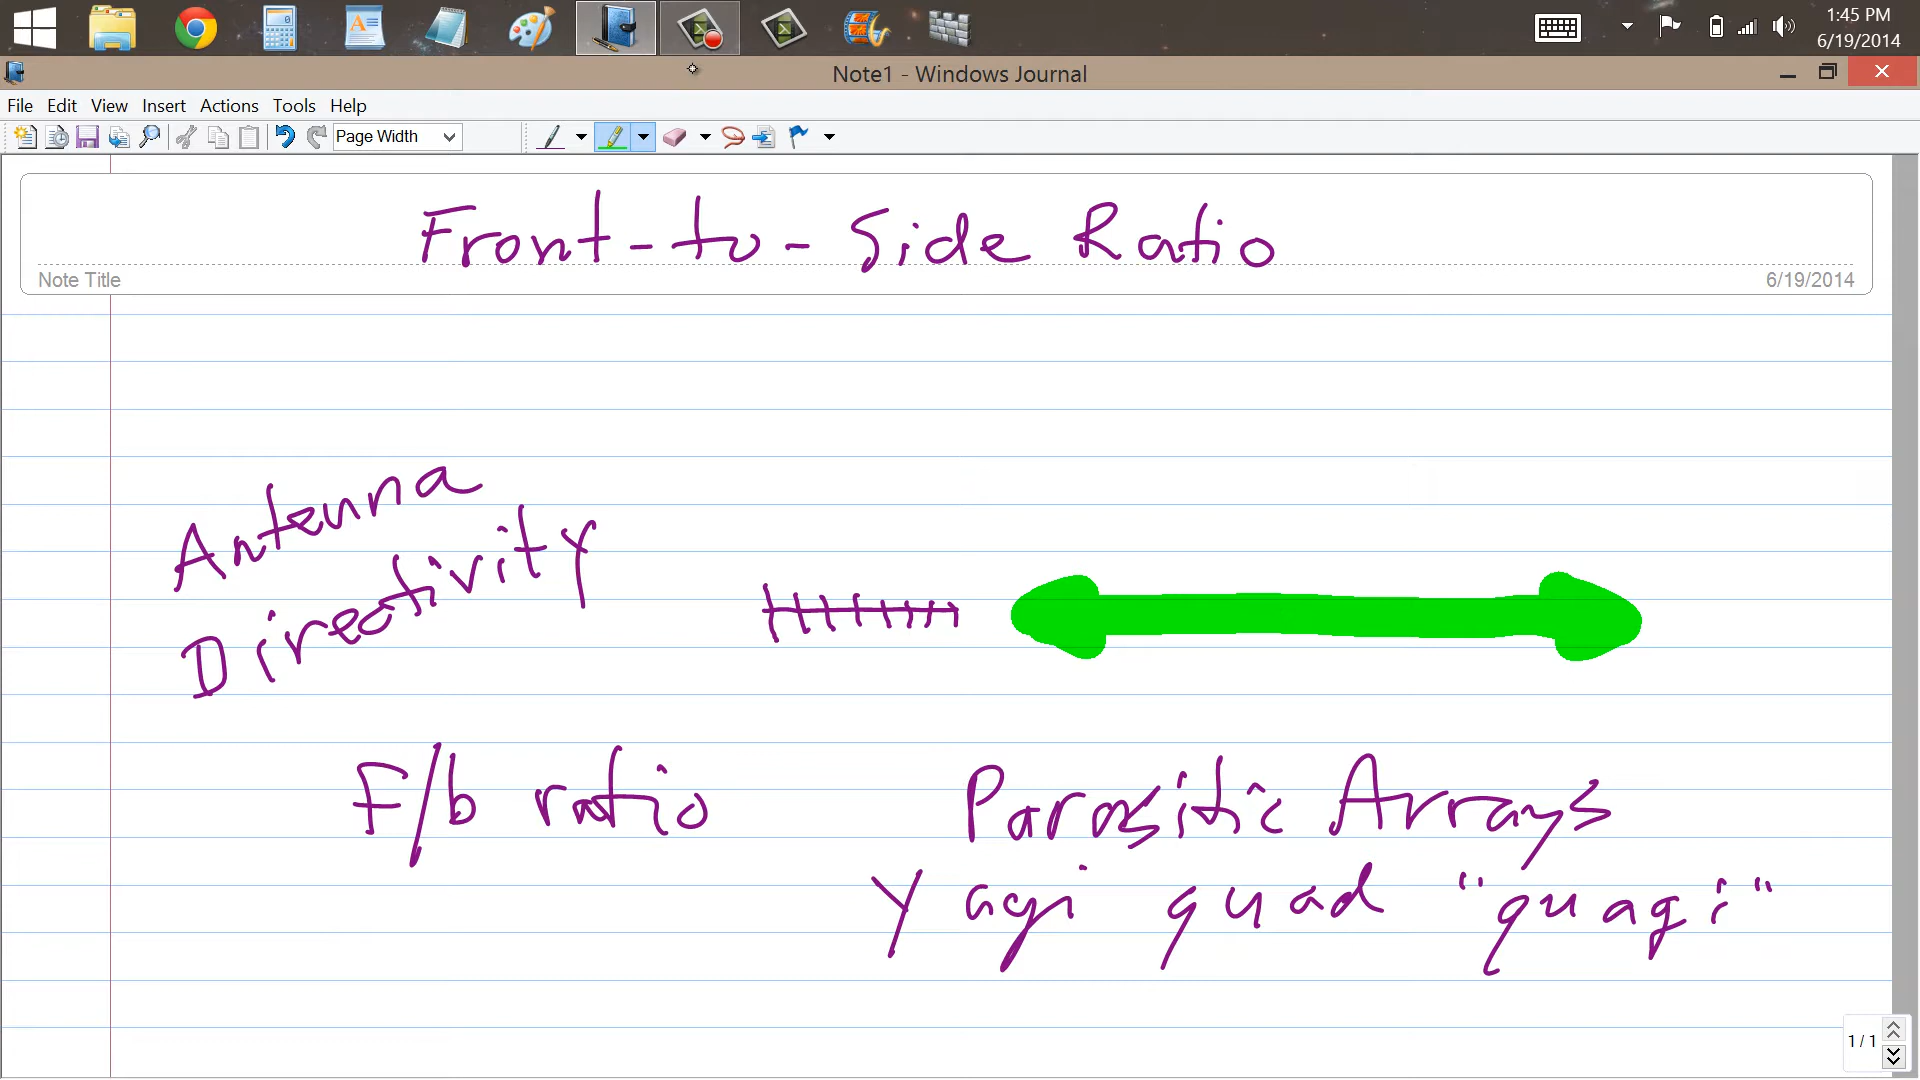 1:45 PM
6/19/2014
Note1 - Windows Journal
File Edit View Insert Actions Tools Help
Page Width
Front-to-Side Ratio
Note Title 6/19/2014
Antenna
Directivity
F/b ratio Parasitic Arrays
Yagi quad "quagi"
1 / 1